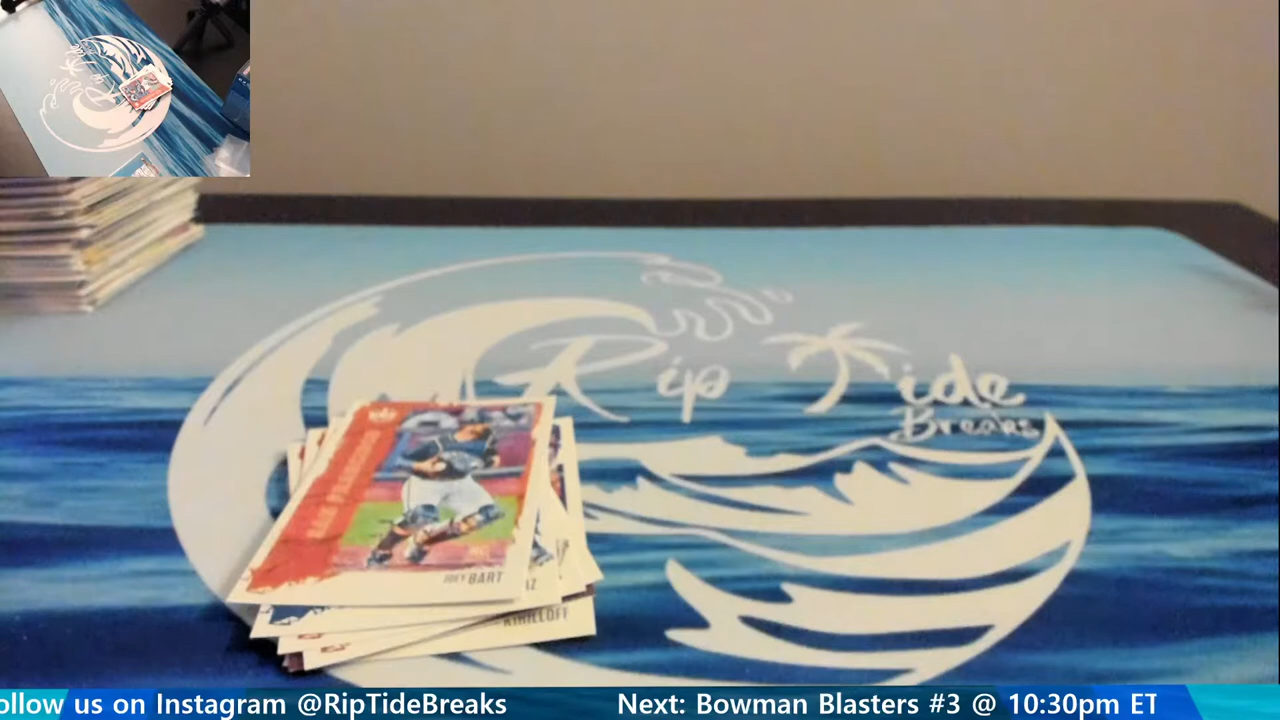 Rip Tide
Breaks
SAN FRANCISCO
JOEY BART
AZ
KIRILLOFF
ollow us on Instagram @RipTideBreaks
Next: Bowman Blasters #3 @ 10:30pm ET